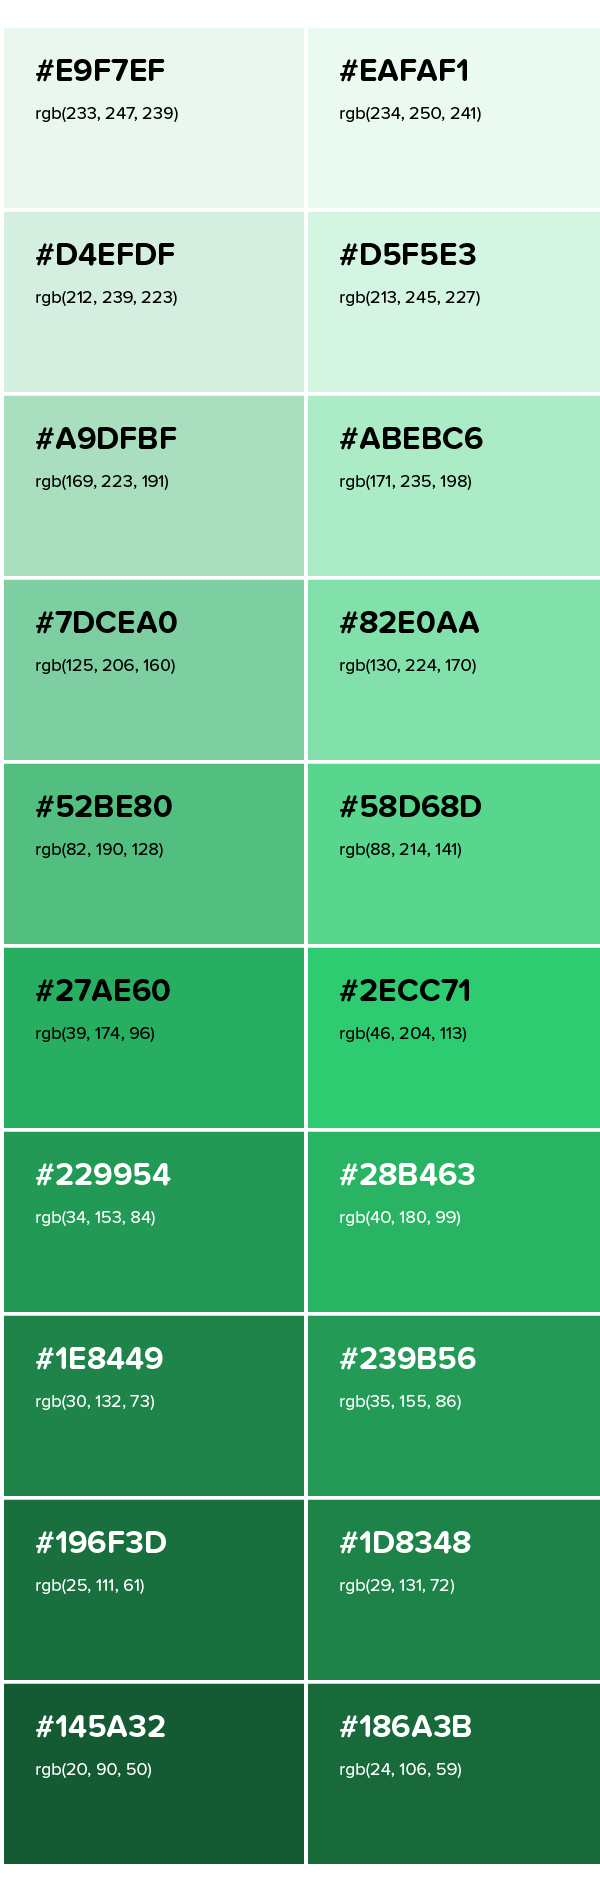 #E9F7EF
rgb(233, 247, 239)
#EAFAF1
rgb(234, 250, 241)
#D4EFDF
rgb(212, 239, 223)
#D5F5E3
rgb(213, 245, 227)
#A9DFBF
rgb(169, 223, 191)
#ABEBC6
rgb(171, 235, 198)
#7DCEA0
rgb(125, 206, 160)
#82E0AA
rgb(130, 224, 170)
#52BE80
rgb(82, 190, 128)
#58D68D
rgb(88, 214, 141)
#27AE60
rgb(39, 174, 96)
#2ECC71
rgb(46, 204, 113)
#229954
rgb(34, 153, 84)
#28B463
rgb(40, 180, 99)
#1E8449
rgb(30, 132, 73)
#239B56
rgb(35, 155, 86)
#196F3D
rgb(25, 111, 61)
#1D8348
rgb(29, 131, 72)
#145A32
rgb(20, 90, 50)
#186A3B
rgb(24, 106, 59)